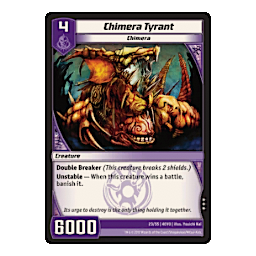 4
Chimera Tyrant
Chimera
Creature
Double Breaker (This creature breaks 2 shields.)
Unstable — When this creature wins a battle,
banish it.
Its urge to destroy is the only thing holding it together.
6000